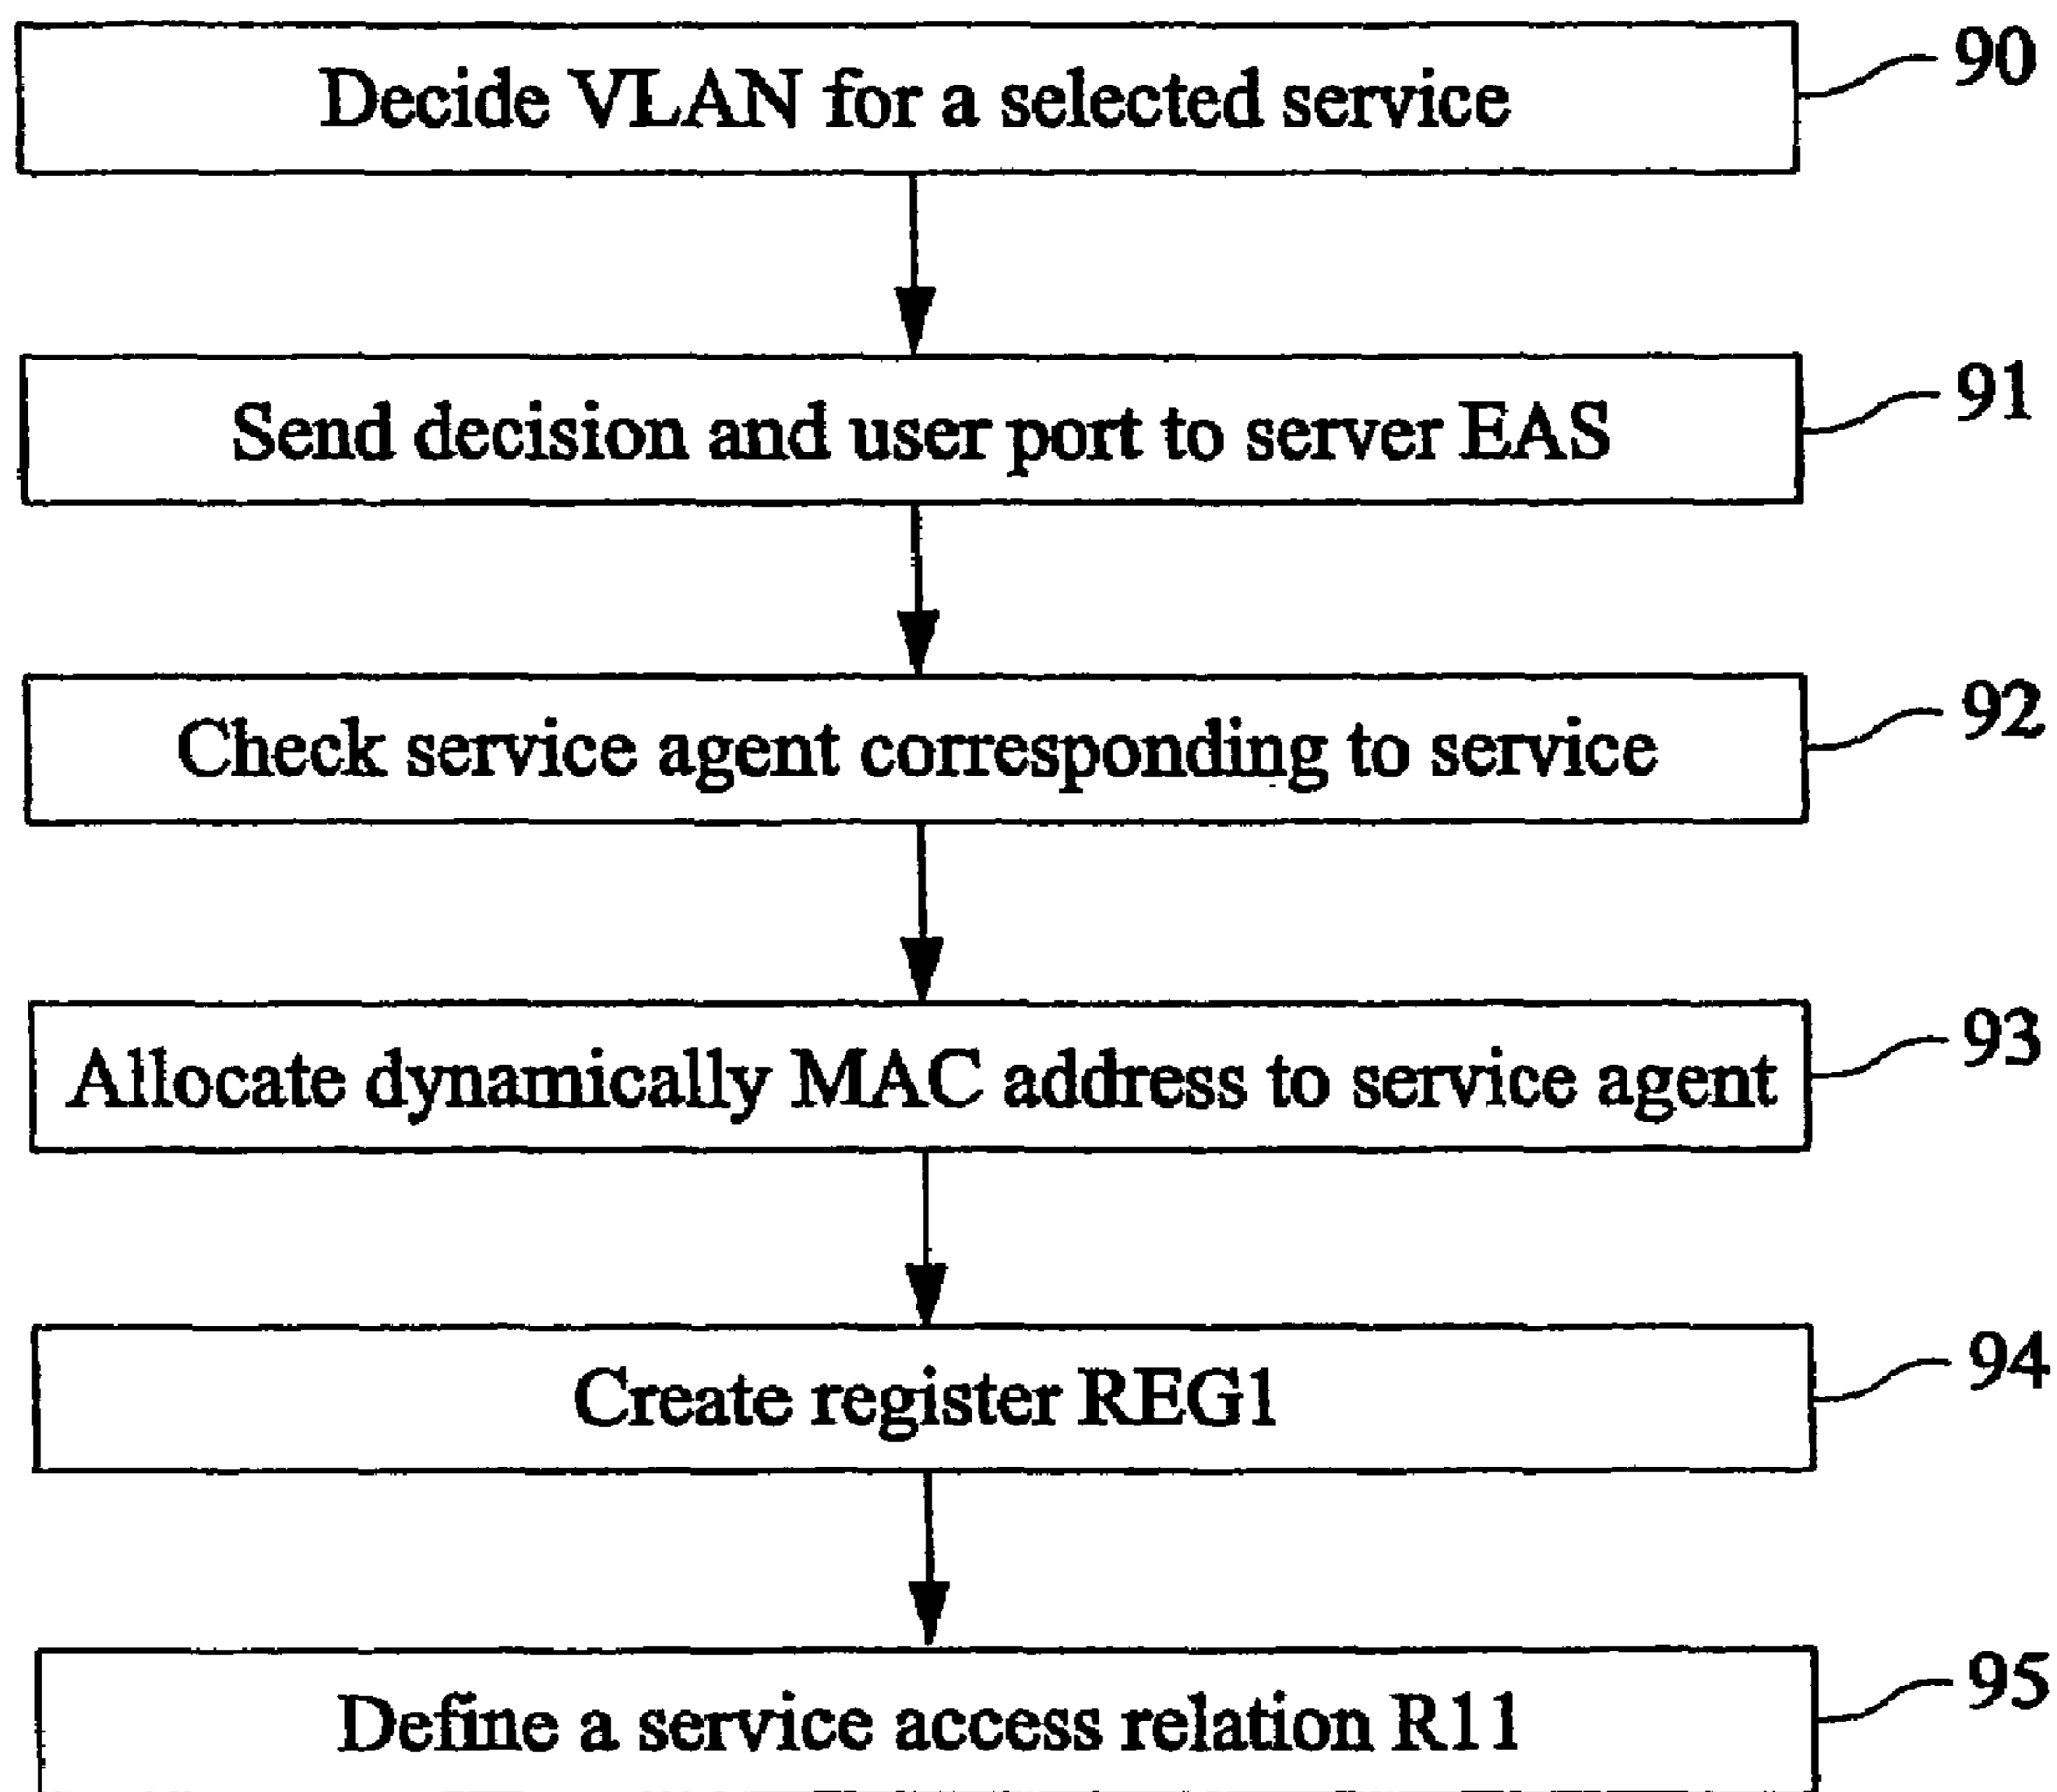 Decide VLAN for a selected service
90
Send decision and user port to server EAS
91
Check service agent corresponding to service
92
Allocate dynamically MAC address to service agent
93
Create register REG1
94
Define a service access relation R11
95